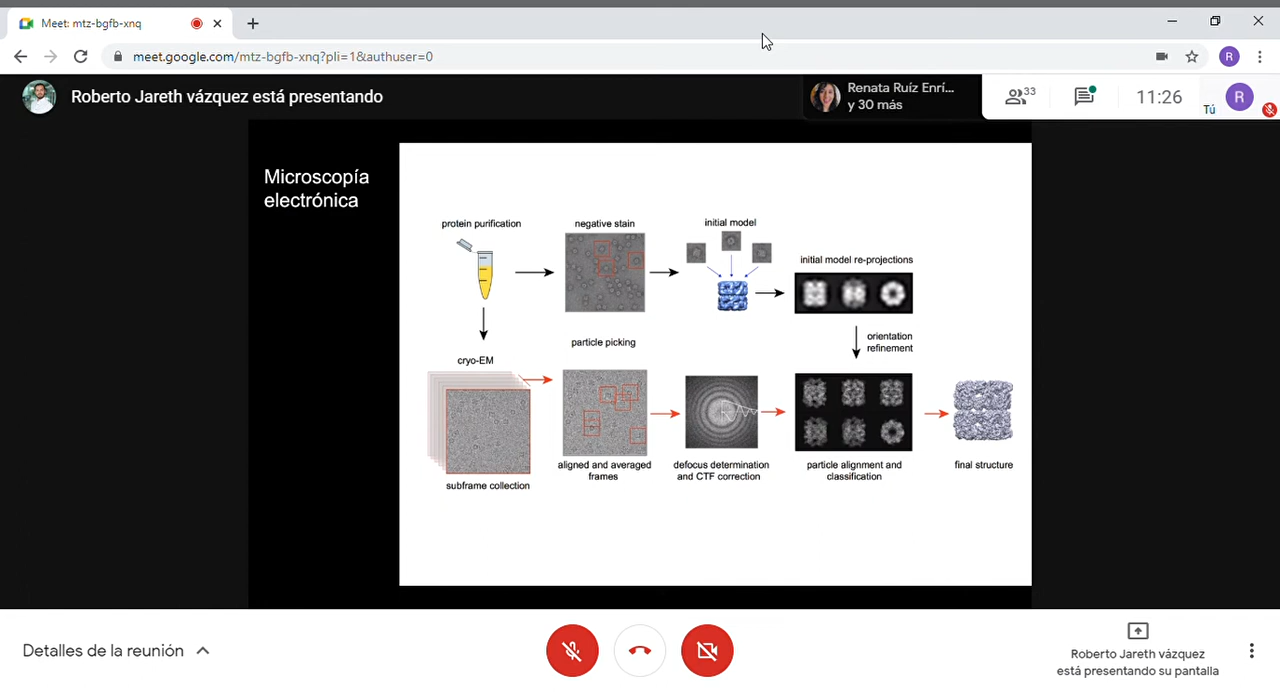 Meet: mtz-bgfb-xnq
meet.google.com/mtz-bgfb-xnq?pli=1&authuser=0
R
Roberto Jareth vázquez está presentando
Renata Ruíz Enrí...
y 30 más
33
11:26
Tú
R
Microscopía
electrónica
protein purification
negative stain
initial model
initial model re-projections
orientation
refinement
particle picking
cryo-EM
subframe collection
aligned and averaged
frames
defocus determination
and CTF correction
particle alignment and
classification
final structure
Detalles de la reunión
Roberto Jareth vázquez
está presentando su pantalla